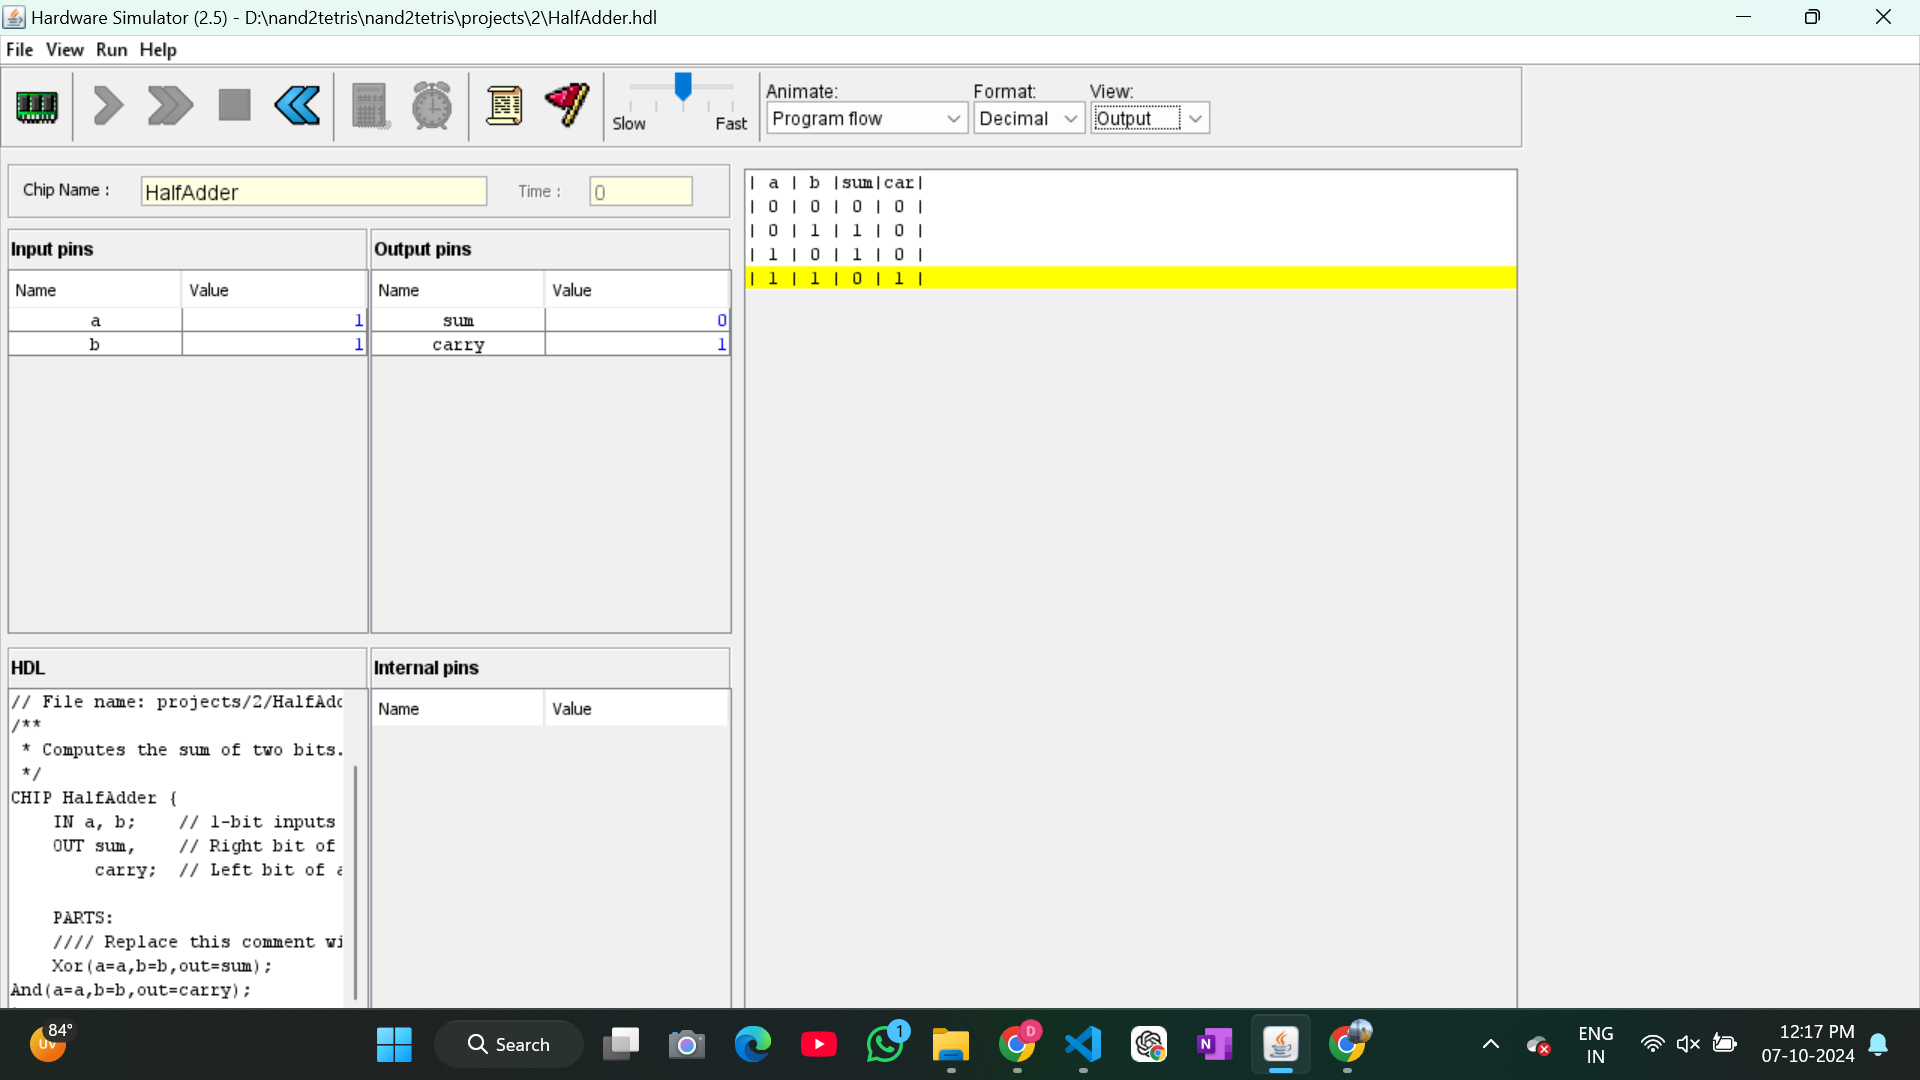 Hardware Simulator (2.5) - D:\nand2tetris\nand2tetris\projects\2\HalfAdder.hdl
File View Run Help
Slow Fast
Animate: Format: View:
Program flow Decimal Output
Chip Name : HalfAdder Time : 0
Input pins
Name Value
a 1
b 1
Output pins
Name Value
sum 0
carry 1
| a | b |sum|car|
| 0 | 0 | 0 | 0 |
| 0 | 1 | 1 | 0 |
| 1 | 0 | 1 | 0 |
| 1 | 1 | 0 | 1 |
HDL
// File name: projects/2/HalfAdd
/**
* Computes the sum of two bits.
*/
CHIP HalfAdder {
IN a, b; // 1-bit inputs
OUT sum, // Right bit of
carry; // Left bit of a
PARTS:
//// Replace this comment wi
Xor(a=a,b=b,out=sum);
And(a=a,b=b,out=carry);
Internal pins
Name Value
84°
UV
Search
1
D
N
ENG
IN
12:17 PM
07-10-2024